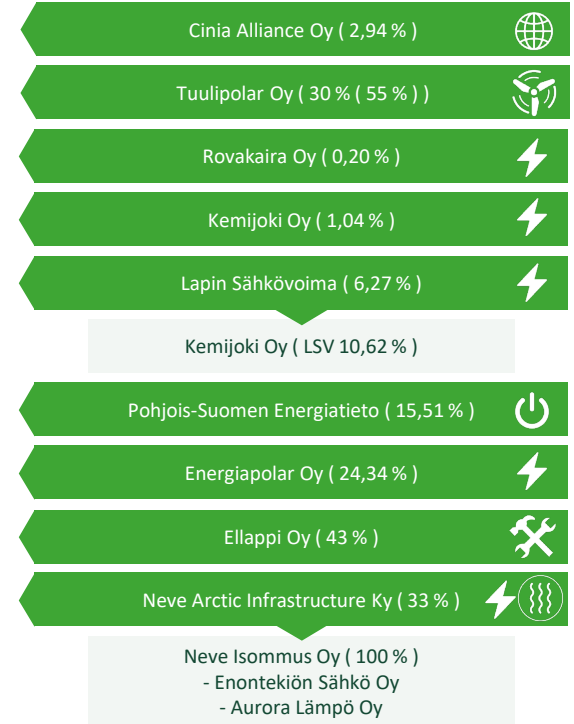 Cinia Alliance Oy ( 2,94 % )
Tuulipolar Oy ( 30 % ( 55 % ) )
Rovakaira Oy ( 0,20 % )
Kemijoki Oy ( 1,04 % )
Lapin Sähkövoima ( 6,27 % )
Kemijoki Oy ( LSV 10,62 % )
Pohjois-Suomen Energiatieto ( 15,51 % )
Energiapolar Oy ( 24,34 % )
Ellappi Oy ( 43 % )
Neve Arctic Infrastructure Ky ( 33 % )
Neve Isommus Oy ( 100 % )
- Enontekiön Sähkö Oy
- Aurora Lämpö Oy